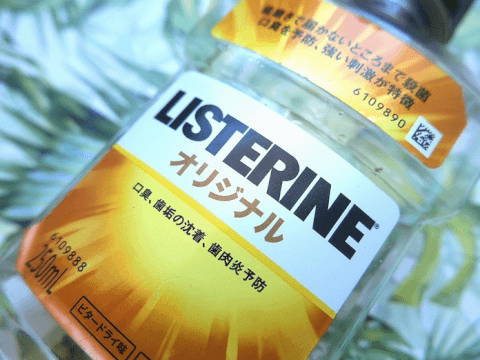 歯磨きで届かないところまで殺菌
口臭を予防、強い刺激が特徴
6109890
LISTERINE®
オリジナル
口臭、歯垢の沈着、歯肉炎予防
6109888
250mL
ビタードライ味